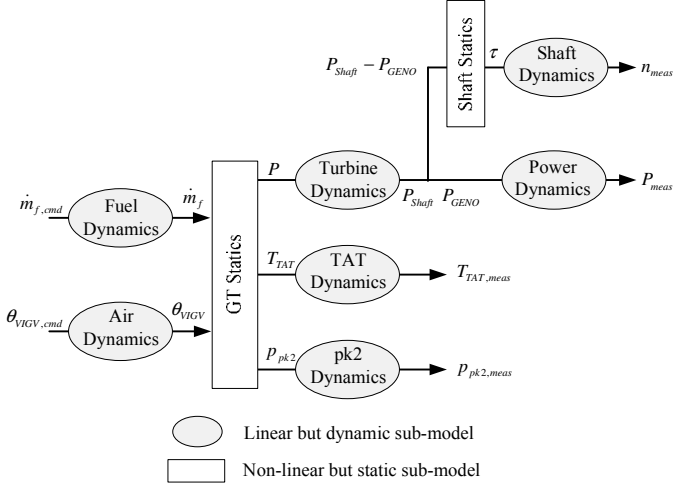 Shaft Statics
P_Shaft − P_GENO
τ
Shaft
Dynamics
n_meas
GT Statics
P
Turbine
Dynamics
P_Shaft P_GENO
Power
Dynamics
P_meas
ṁ_f,cmd
Fuel
Dynamics
ṁ_f
T_TAT
TAT
Dynamics
T_TAT,meas
θ_VIGV,cmd
Air
Dynamics
θ_VIGV
p_pk2
pk2
Dynamics
p_pk2,meas
Linear but dynamic sub-model
Non-linear but static sub-model